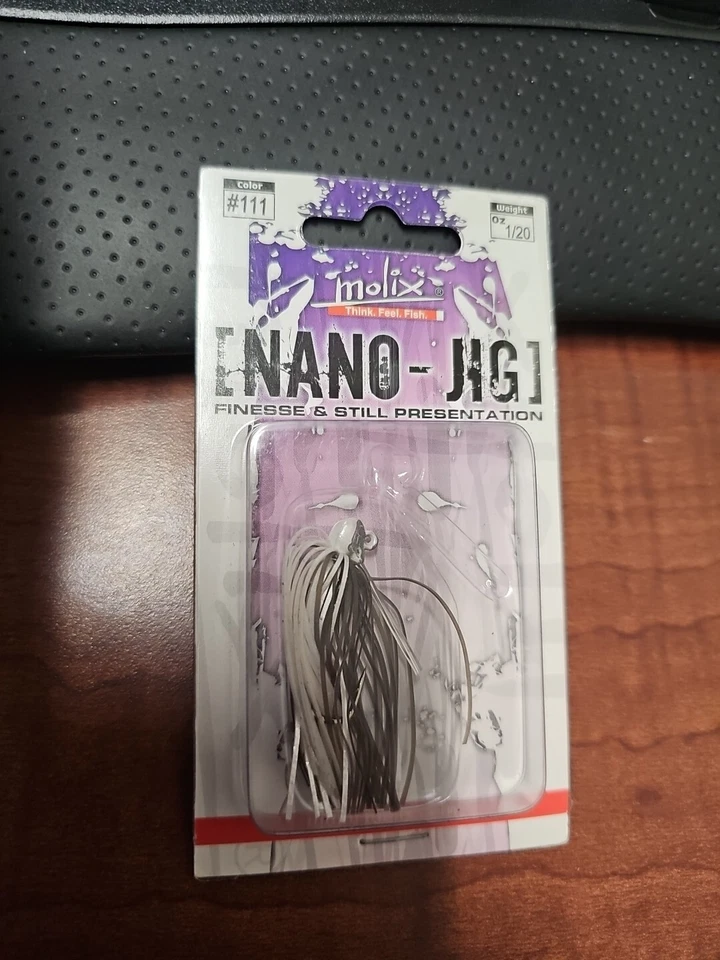 Color
#111
Weight
Oz
1/20
molix®
Think. Feel. Fish.
[NANO-JIG]
FINESSE & STILL PRESENTATION